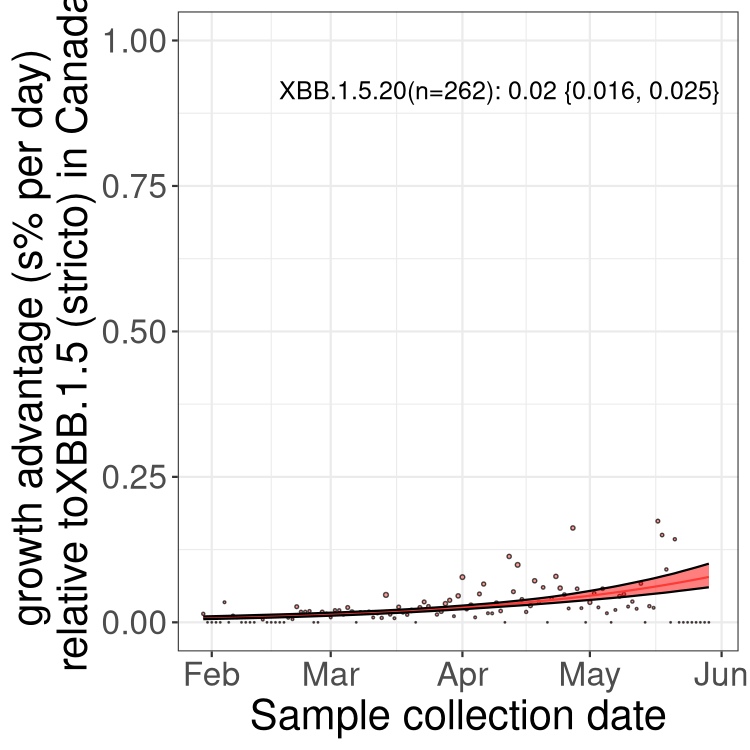 growth advantage (s% per day)
relative toXBB.1.5 (stricto) in Canada
1.00
0.75
0.50
0.25
0.00
XBB.1.5.20(n=262): 0.02 {0.016, 0.025}
Feb Mar Apr May Jun
Sample collection date